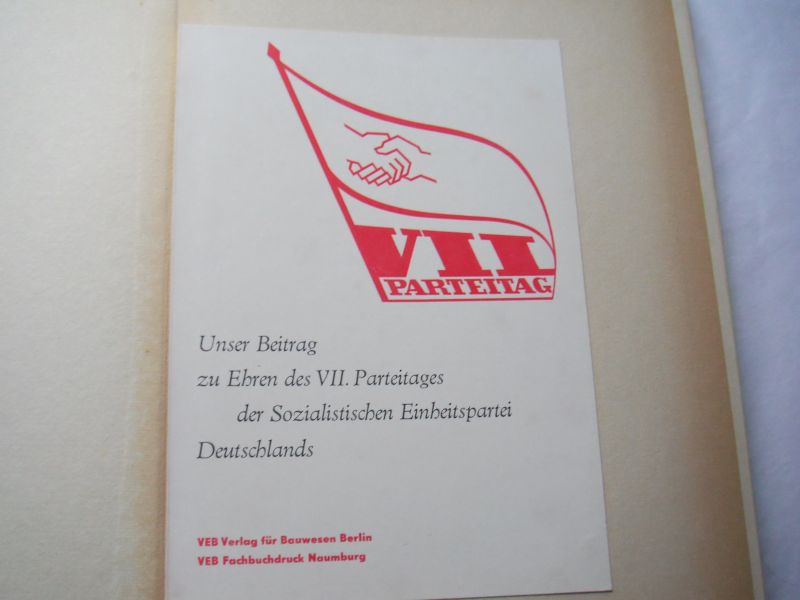 VII
PARTEITAG
Unser Beitrag
zu Ehren des VII. Parteitages
der Sozialistischen Einheitspartei
Deutschlands
VEB Verlag für Bauwesen Berlin
VEB Fachbuchdruck Naumburg